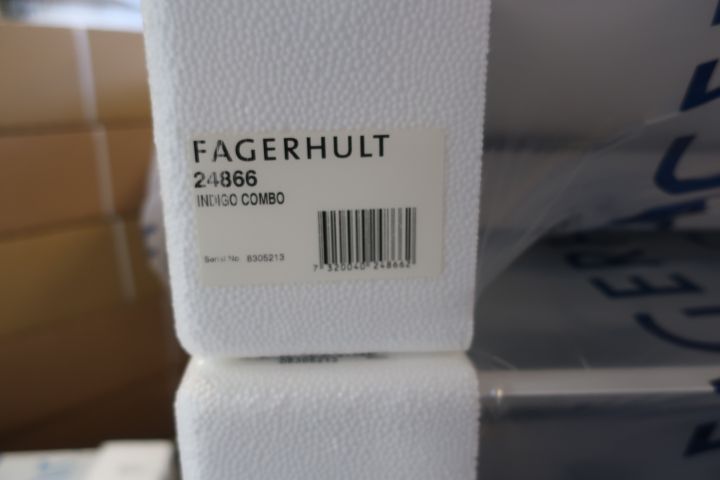 FAGERHULT
24866
INDIGO COMBO
Serial No. 8305213
7 320040 248662